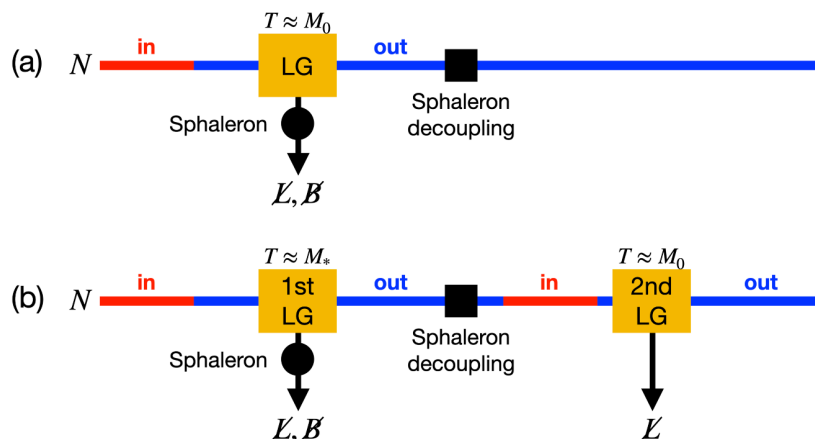 T ≈ M₀
(a) N in LG out
Sphaleron
Sphaleron decoupling
L̸, B̸
T ≈ M∗ T ≈ M₀
(b) N in 1st LG out in 2nd LG out
Sphaleron
Sphaleron decoupling
L̸, B̸ L̸